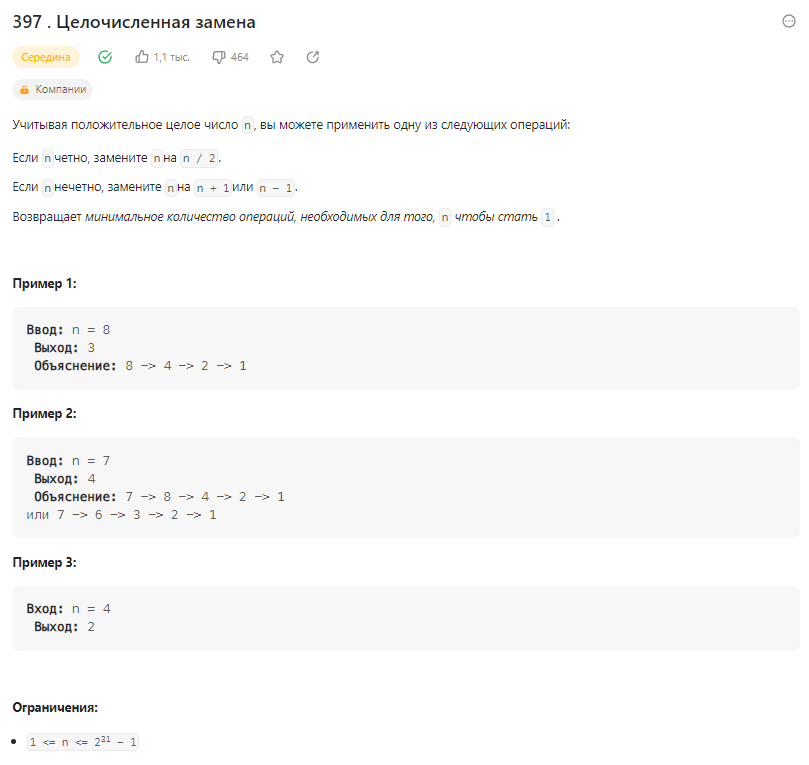 397 . Целочисленная замена
Середина 1,1 тыс. 464
Компании
Учитывая положительное целое число n, вы можете применить одну из следующих операций:
Если n четно, замените n на n / 2.
Если n нечетно, замените n на n + 1 или n − 1.
Возвращает минимальное количество операций, необходимых для того, n чтобы стать 1 .
Пример 1:
Ввод: n = 8
Выход: 3
Объяснение: 8 −> 4 −> 2 −> 1
Пример 2:
Ввод: n = 7
Выход: 4
Объяснение: 7 −> 8 −> 4 −> 2 −> 1
или 7 −> 6 −> 3 −> 2 −> 1
Пример 3:
Вход: n = 4
Выход: 2
Ограничения:
• 1 <= n <= 2³¹ − 1